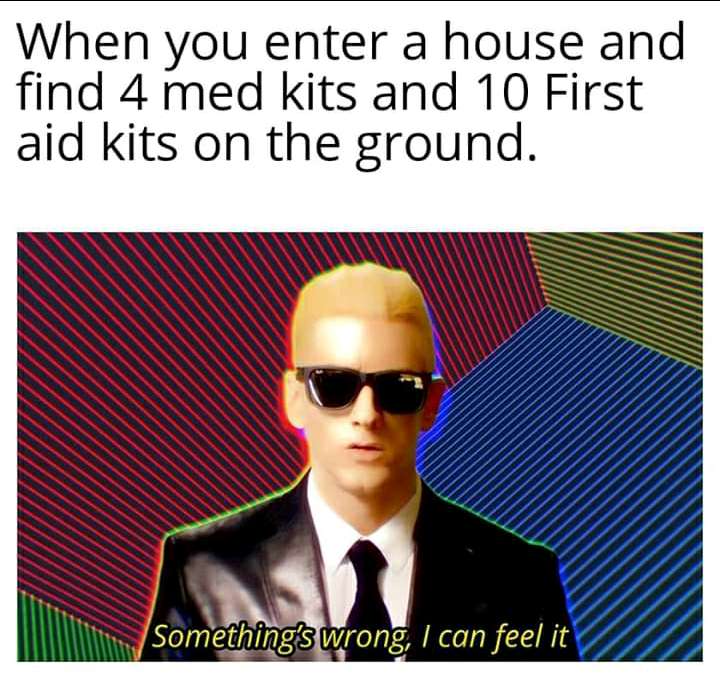 When you enter a house and
find 4 med kits and 10 First
aid kits on the ground.
Something's wrong, I can feel it